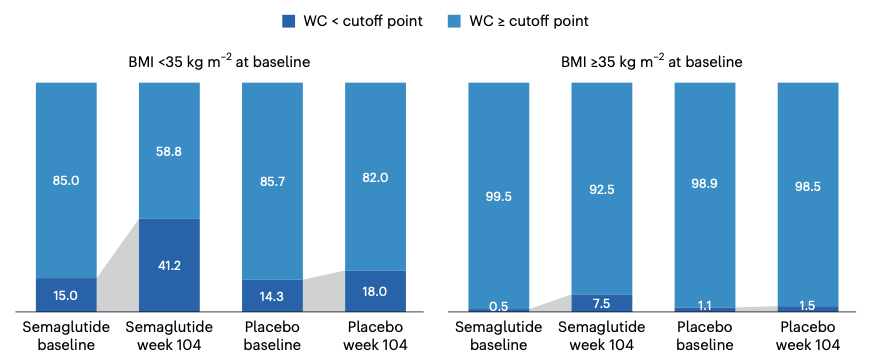 WC < cutoff point WC ≥ cutoff point
BMI <35 kg m⁻² at baseline
85.0
15.0
58.8
41.2
85.7
14.3
82.0
18.0
Semaglutide
baseline
Semaglutide
week 104
Placebo
baseline
Placebo
week 104
BMI ≥35 kg m⁻² at baseline
99.5
0.5
92.5
7.5
98.9
1.1
98.5
1.5
Semaglutide
baseline
Semaglutide
week 104
Placebo
baseline
Placebo
week 104